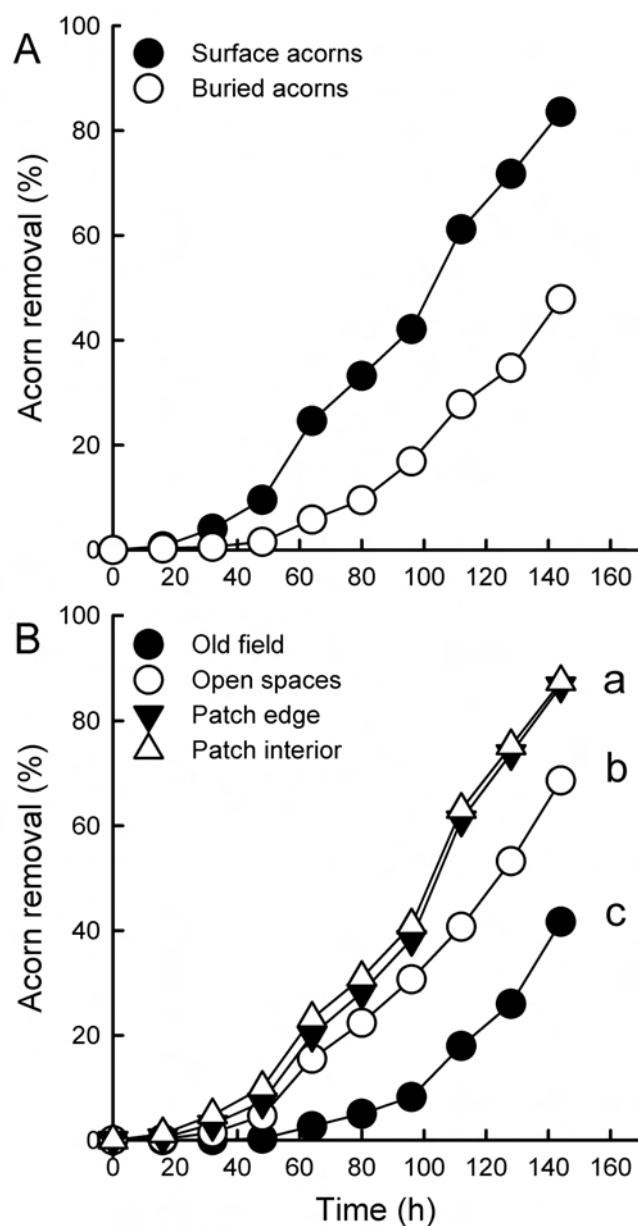 A
Surface acorns
Buried acorns
Acorn removal (%)
100
80
60
40
20
0
0 20 40 60 80 100 120 140 160
B
Old field
Open spaces
Patch edge
Patch interior
Acorn removal (%)
100
80
60
40
20
0
a
b
c
0 20 40 60 80 100 120 140 160
Time (h)